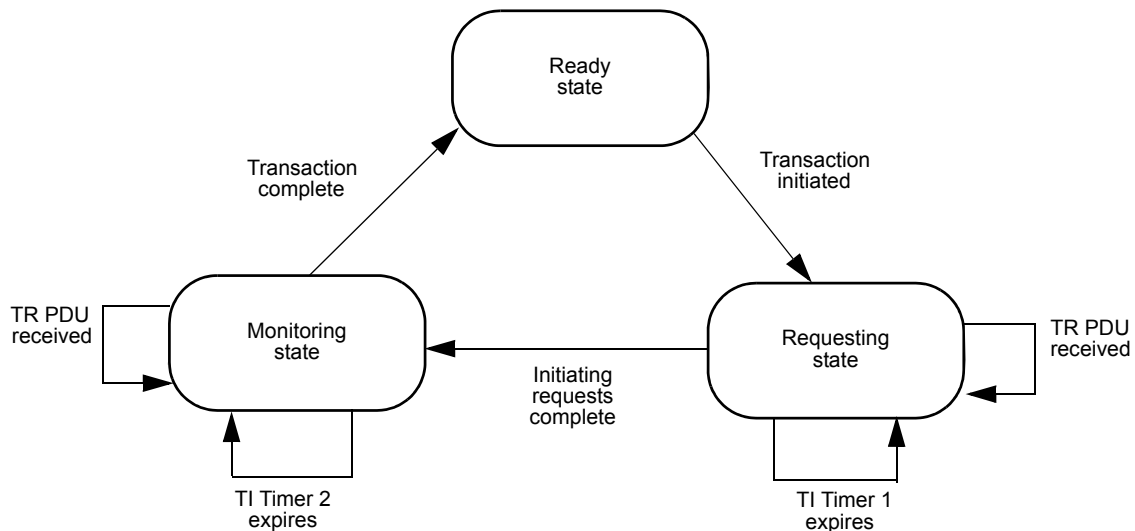 Ready
state
Transaction
complete
Transaction
initiated
TR PDU
received
Monitoring
state
Initiating
requests
complete
Requesting
state
TR PDU
received
TI Timer 2
expires
TI Timer 1
expires